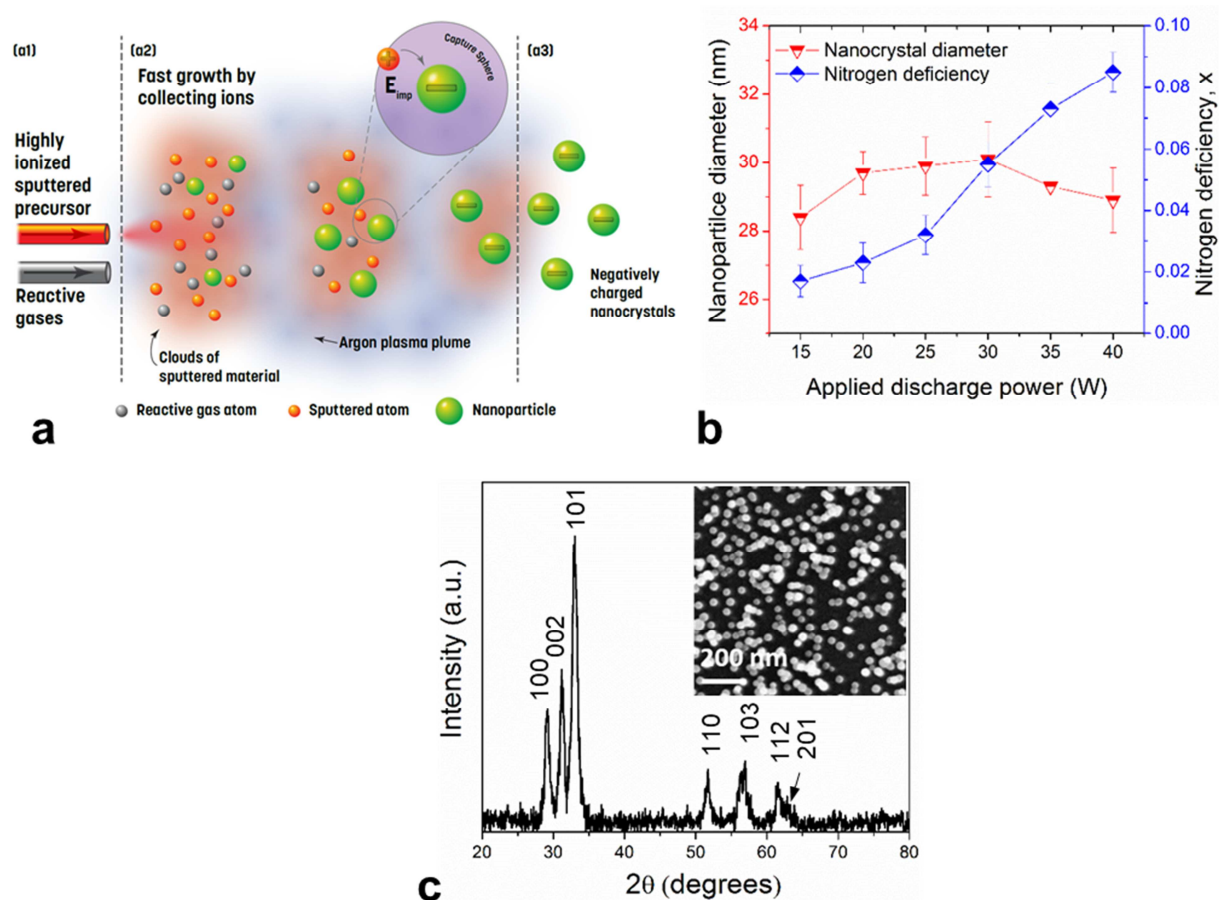 (a1)
(a2)
(a3)
Fast growth by
collecting ions
Capture Sphere
+
E imp
Highly
ionized
sputtered
precursor
Reactive
gases
Clouds of
sputtered material
Argon plasma plume
Negatively
charged
nanocrystals
Reactive gas atom
Sputtered atom
Nanoparticle
a
Nanopartilce diameter (nm)
34
32
30
28
26
Nanocrystal diameter
Nitrogen deficiency
0.10
0.08
0.06
0.04
0.02
0.00
Nitrogen deficiency, x
15 20 25 30 35 40
Applied discharge power (W)
b
Intensity (a.u.)
100
002
101
110
103
112
201
200 nm
20 30 40 50 60 70 80
2θ (degrees)
c